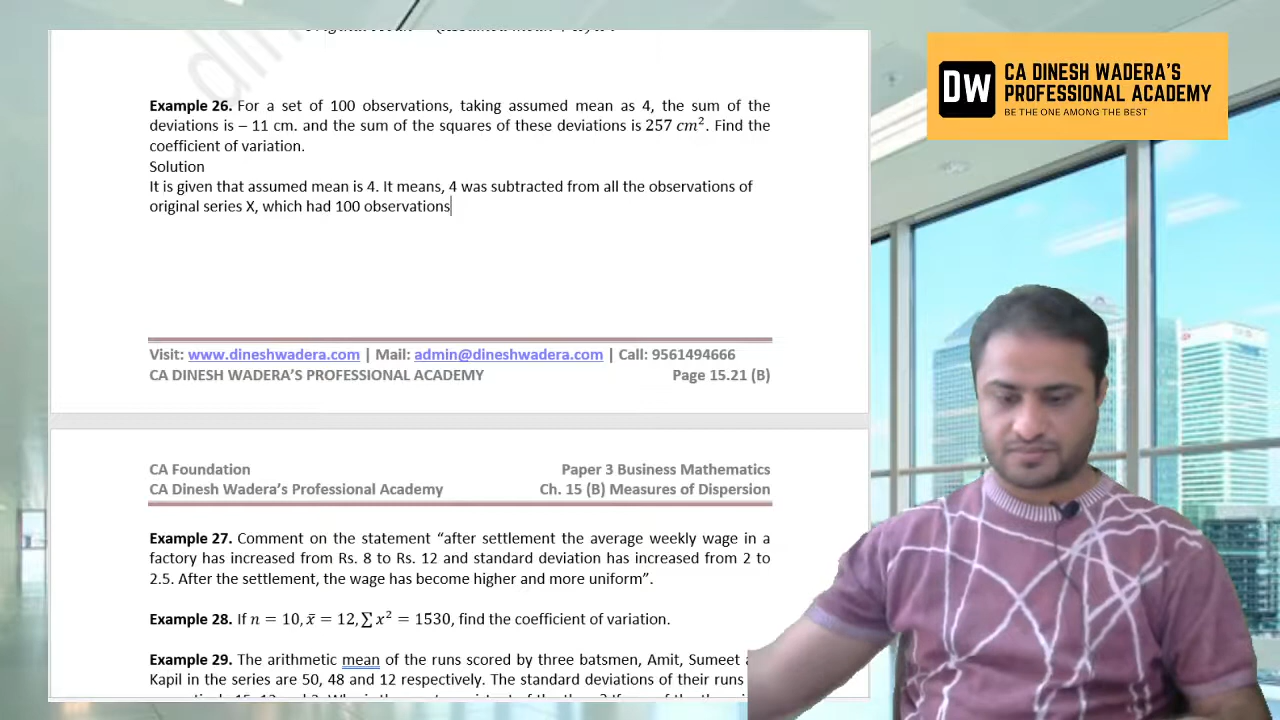 Example 26. For a set of 100 observations, taking assumed mean as 4, the sum of the
deviations is – 11 cm. and the sum of the squares of these deviations is 257 cm². Find the
coefficient of variation.
Solution
It is given that assumed mean is 4. It means, 4 was subtracted from all the observations of
original series X, which had 100 observations
Visit: www.dineshwadera.com | Mail: admin@dineshwadera.com | Call: 9561494666
CA DINESH WADERA'S PROFESSIONAL ACADEMY Page 15.21 (B)
CA Foundation Paper 3 Business Mathematics
CA Dinesh Wadera's Professional Academy Ch. 15 (B) Measures of Dispersion
Example 27. Comment on the statement “after settlement the average weekly wage in a
factory has increased from Rs. 8 to Rs. 12 and standard deviation has increased from 2 to
2.5. After the settlement, the wage has become higher and more uniform”.
Example 28. If n = 10, x̄ = 12, ∑ x² = 1530, find the coefficient of variation.
Example 29. The arithmetic mean of the runs scored by three batsmen, Amit, Sumeet
Kapil in the series are 50, 48 and 12 respectively. The standard deviations of their runs
DW
CA DINESH WADERA'S
PROFESSIONAL ACADEMY
BE THE ONE AMONG THE BEST